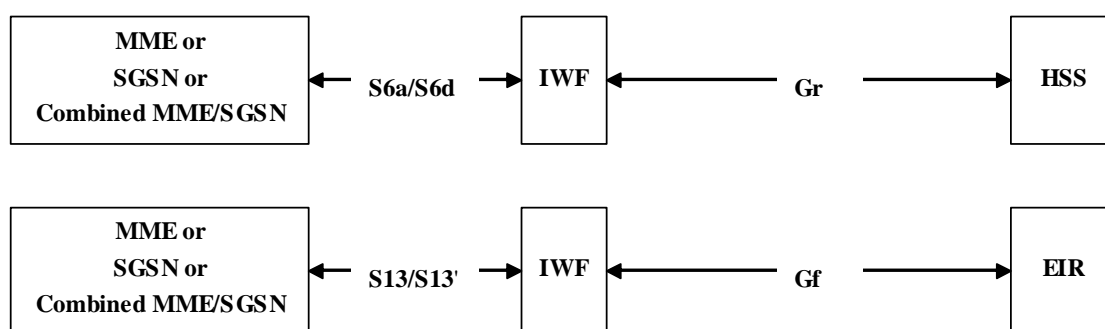 MME or
SGSN or
Combined MME/SGSN
S6a/S6d
IWF
Gr
HSS
MME or
SGSN or
Combined MME/SGSN
S13/S13'
IWF
Gf
EIR